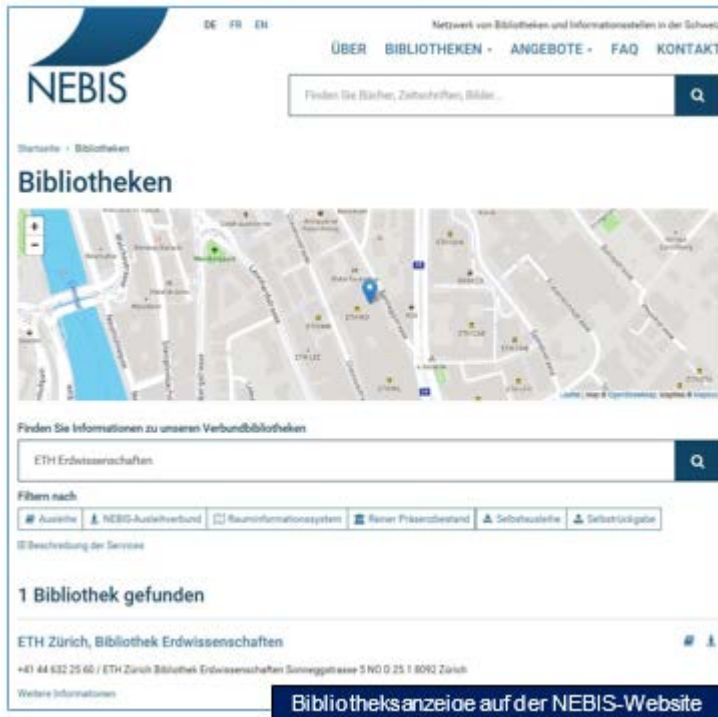 DE FR EN
Netzwerk von Bibliotheken und Informationsstellen in der Schweiz
ÜBER BIBLIOTHEKEN ANGEBOTE FAQ KONTAKT
NEBIS
Finden Sie Bücher, Zeitschriften, Bilder...
Startseite › Bibliotheken
Bibliotheken
+
-
ETH LEE
Finden Sie Informationen zu unseren Verbundbibliotheken
ETH Erdwissenschaften
Filtern nach
Ausleihe NEBIS-Ausleihverbund Rauminformationssystem Reiner Präsenzbestand Selbstausleihe Selbstrückgabe
Beschreibung der Services
1 Bibliothek gefunden
ETH Zürich, Bibliothek Erdwissenschaften
+41 44 632 25 60 / ETH Zürich Bibliothek Erdwissenschaften Sonneggstrasse 5 NO D 25.1 8092 Zürich
Weitere Informationen
Bibliotheksanzeige auf der NEBIS-Website